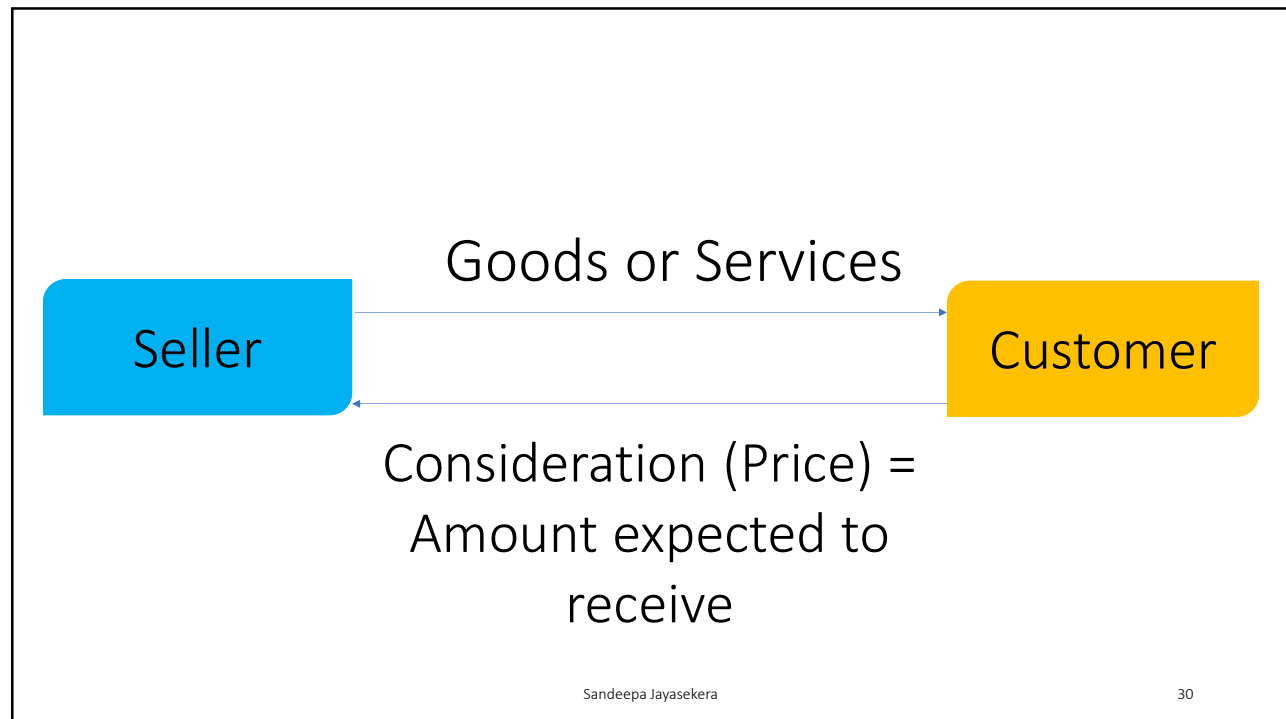 Goods or Services
Seller
Customer
Consideration (Price) =
Amount expected to
receive
Sandeepa Jayasekera
30